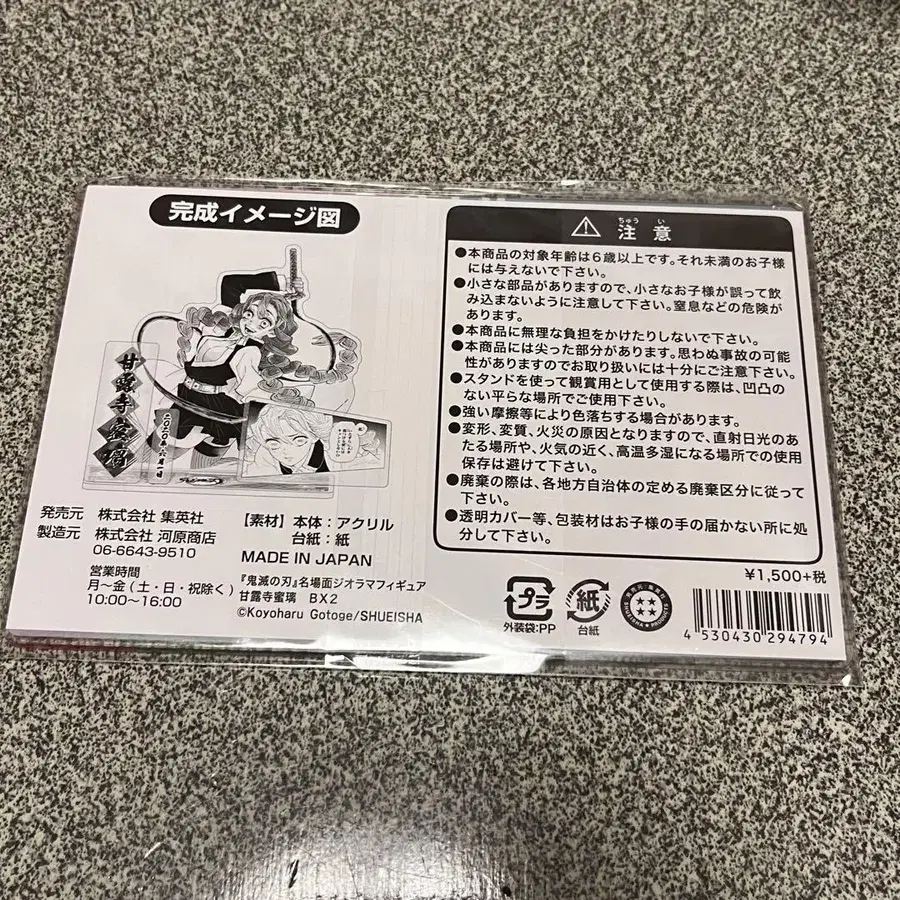 完成イメージ図
甘露寺蜜璃
発売元 株式会社 集英社
製造元 株式会社 河原商店
06-6643-9510
営業時間
月〜金(土・日・祝除く)
10:00〜16:00
【素材】本体:アクリル
台紙:紙
MADE IN JAPAN
『鬼滅の刃』名場面ジオラマフィギュア
甘露寺蜜璃 BX2
©Koyoharu Gotoge/SHUEISHA
ちゅう い
注 意
●本商品の対象年齢は6歳以上です。それ未満のお子様
には与えないで下さい。
●小さな部品がありますので、小さなお子様が誤って飲
み込まないように注意して下さい。窒息などの危険が
あります。
●本商品に無理な負担をかけたりしないで下さい。
●本商品には尖った部分があります。思わぬ事故の可能
性がありますのでお取り扱いには十分にご注意下さい。
●スタンドを使って観賞用として使用する際は、凹凸の
ない平らな場所でご使用下さい。
●強い摩擦等により色落ちする場合があります。
●変形、変質、火災の原因となりますので、直射日光のあ
たる場所や、火気の近く、高温多湿になる場所での使用
保存は避けて下さい。
●廃棄の際は、各地方自治体の定める廃棄区分に従って
下さい。
●透明カバー等、包装材はお子様の手の届かない所に処
分して下さい。
¥1,500+税
プラ
外装袋:PP
紙
台紙
SHUEISHA
4 530430 294794